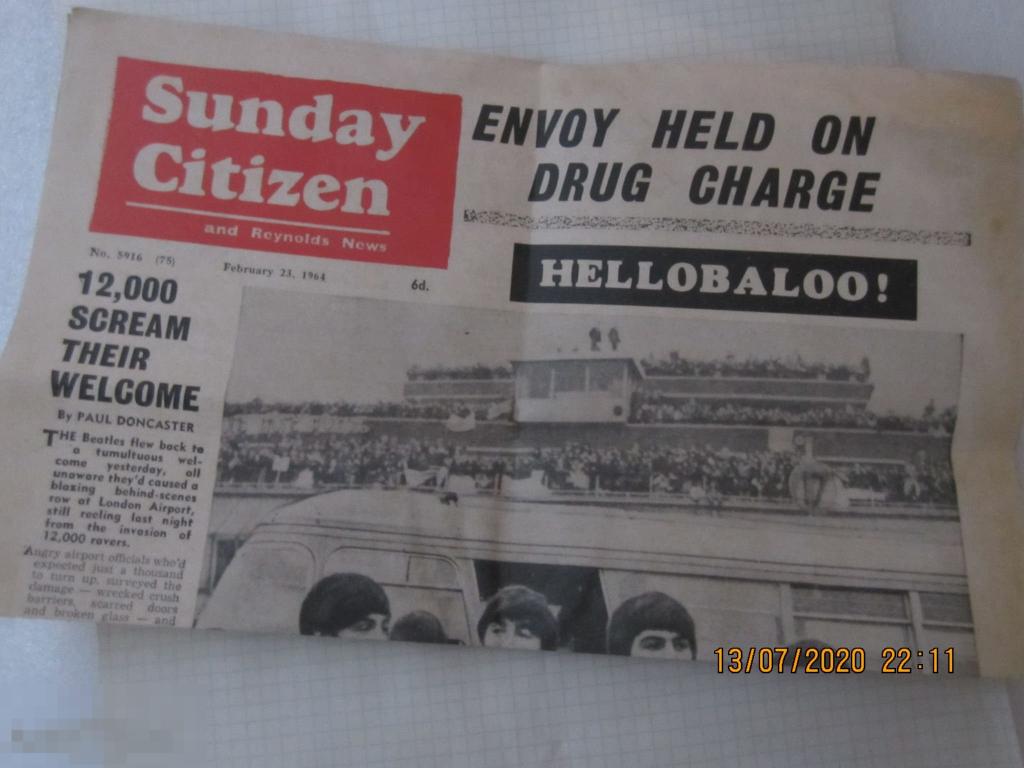 Sunday
Citizen
and Reynolds News
ENVOY HELD ON
DRUG CHARGE
No. 5916 (75)
February 23, 1964
6d.
HELLOBALOO!
12,000
SCREAM
THEIR
WELCOME
By PAUL DONCASTER
THE Beatles flew back to
a tumultuous wel-
come yesterday, all
unaware they'd caused a
blazing behind-scenes
row at London Airport,
still reeling last night
from the invasion of
12,000 ravers.
Angry airport officials who'd
expected just a thousand
to turn up, surveyed the
damage — wrecked crush
barriers, scarred doors
and broken glass — and
13/07/2020 22:11